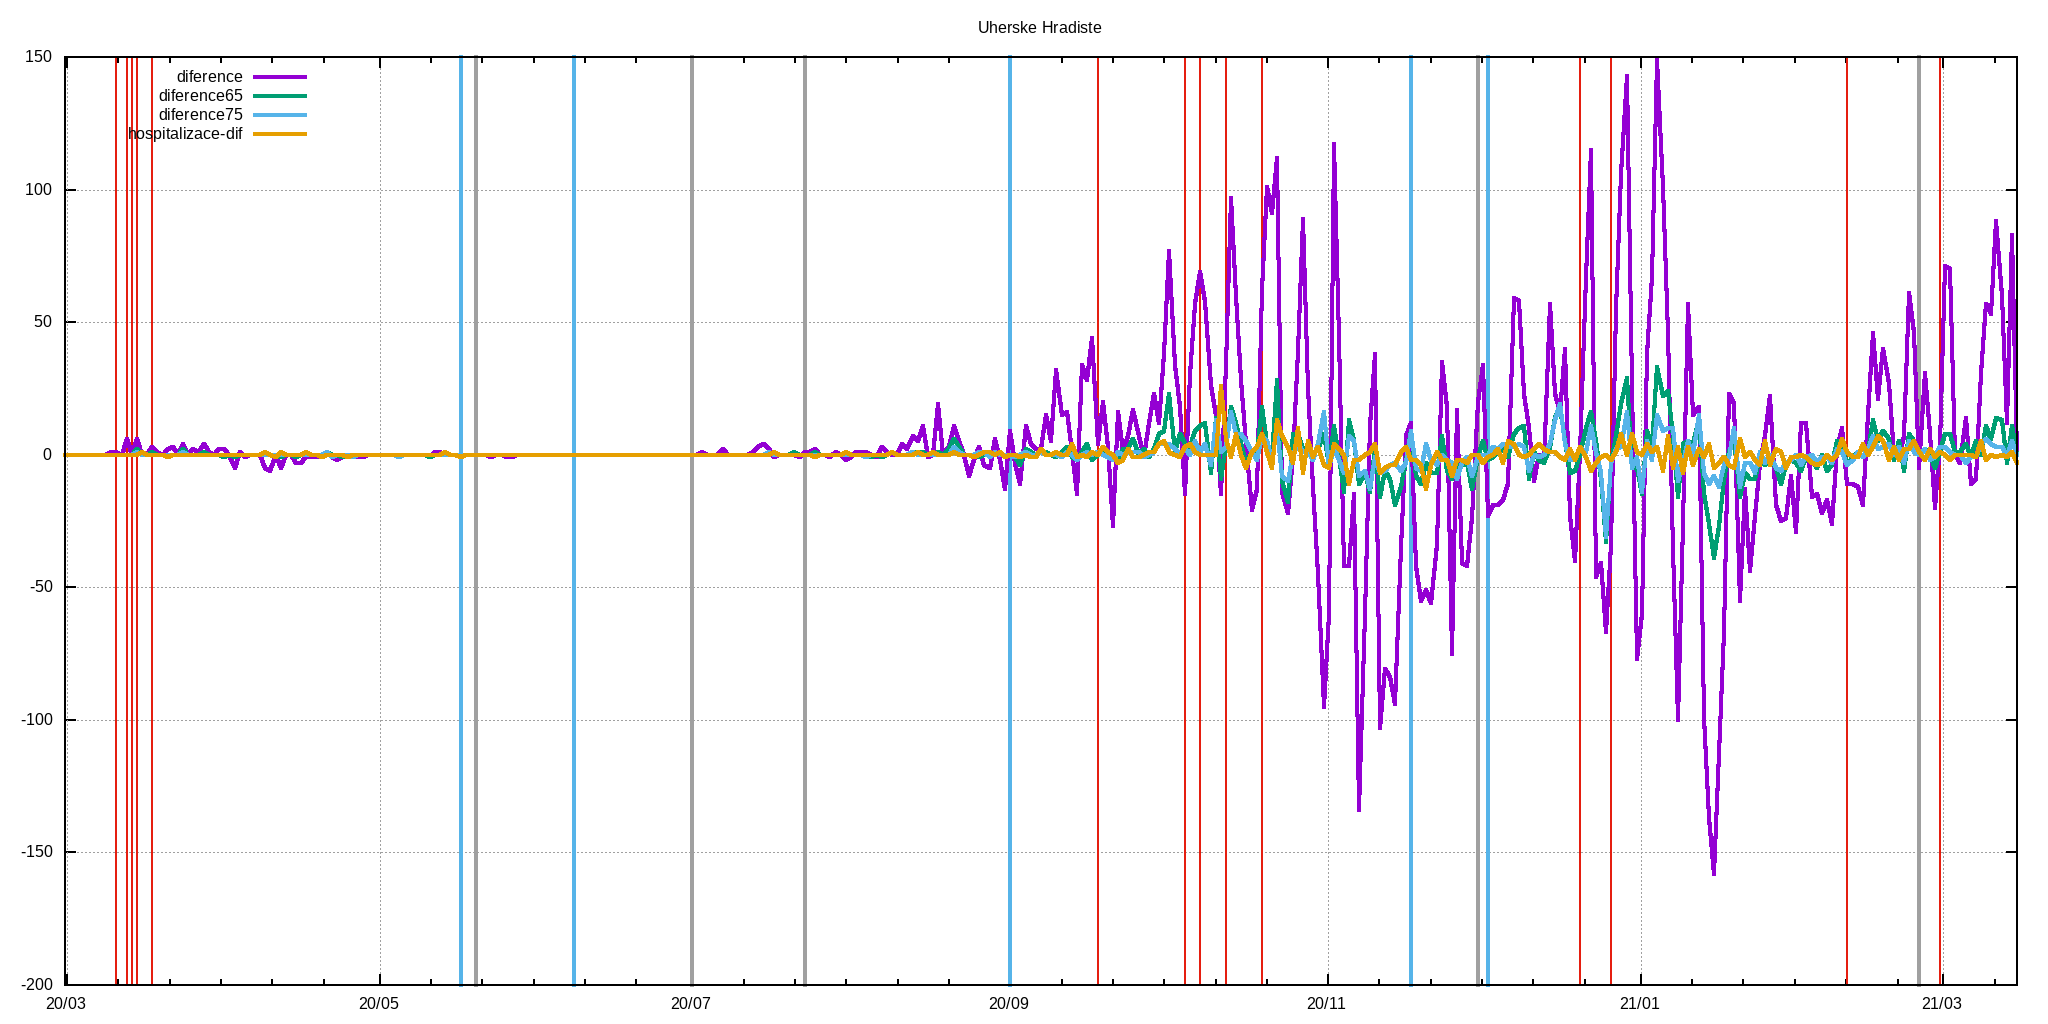 Uherske Hradiste
150
100
50
0
-50
-100
-150
-200
diference
diference65
diference75
hospitalizace-dif
20/03 20/05 20/07 20/09 20/11 21/01 21/03